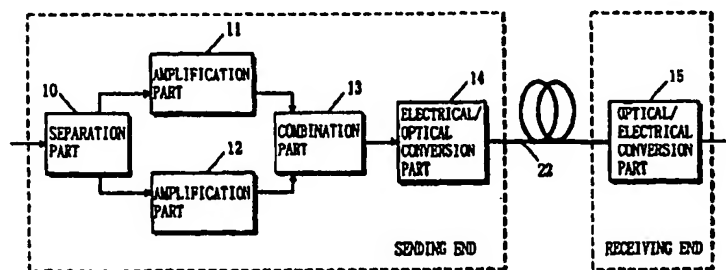 11
AMPLIFICATION
PART
10
SEPARATION
PART
13
COMBINATION
PART
14
ELECTRICAL/
OPTICAL
CONVERSION
PART
15
OPTICAL/
ELECTRICAL
CONVERSION
PART
12
AMPLIFICATION
PART
22
SENDING END
RECEIVING END